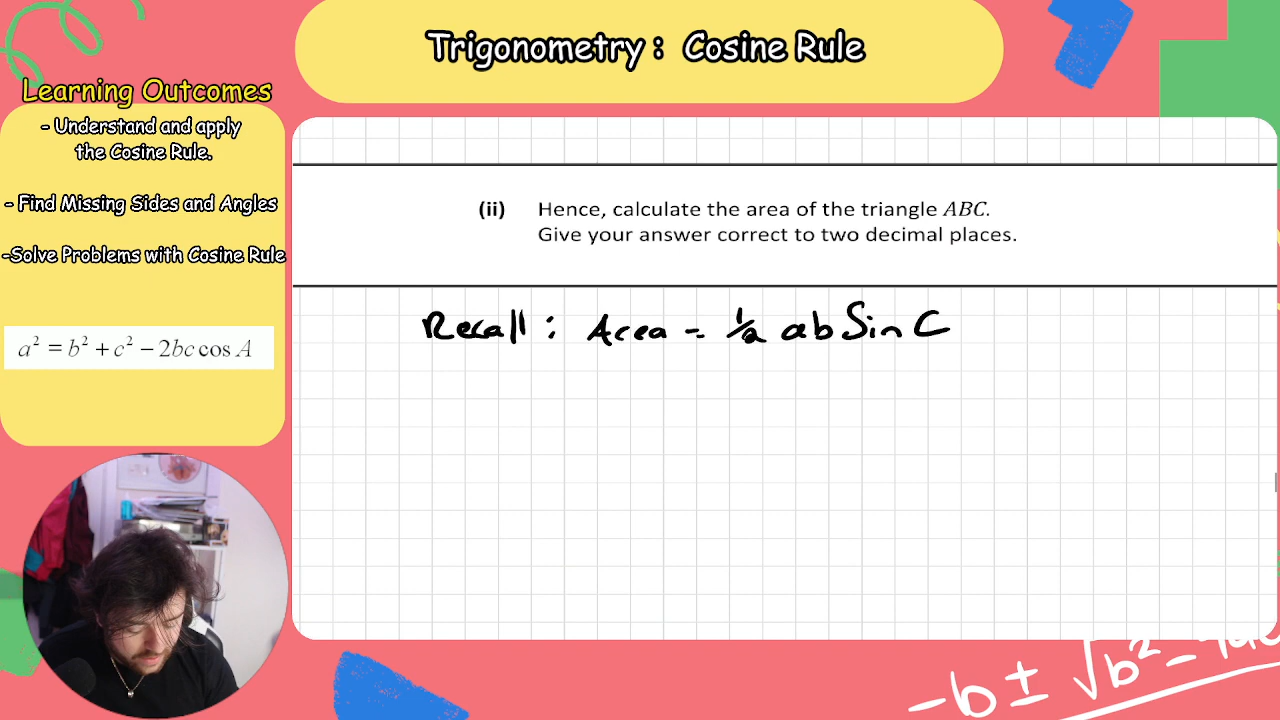 Trigonometry : Cosine Rule
Learning Outcomes
- Understand and apply
the Cosine Rule.
- Find Missing Sides and Angles
-Solve Problems with Cosine Rule
a² = b² + c² − 2bc cos A
(ii) Hence, calculate the area of the triangle ABC.
Give your answer correct to two decimal places.
Recall : Area = ½ ab Sin C
-b ± √b² -